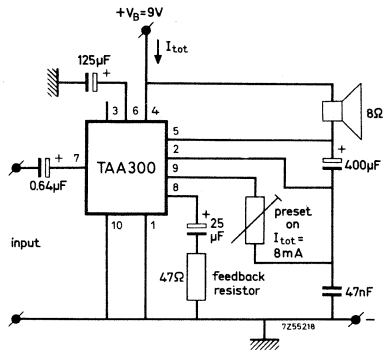 +VB=9V
Itot
125µF
+
3
6
4
8Ω
5
2
9
8
TAA300
7
+
0.64µF
+
400µF
+
25
µF
preset
on
Itot=
8mA
10
1
47Ω
feedback
resistor
47nF
input
7Z55218
−